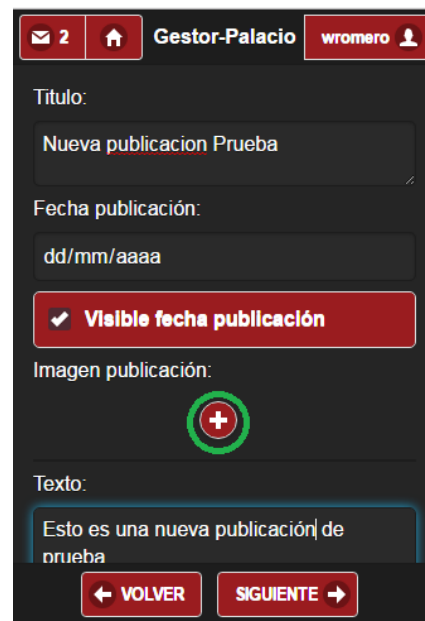 2 Gestor-Palacio wromero
Titulo:
Nueva publicacion Prueba
Fecha publicación:
dd/mm/aaaa
Visible fecha publicación
Imagen publicación:
Texto:
Esto es una nueva publicación de
prueba
VOLVER SIGUIENTE